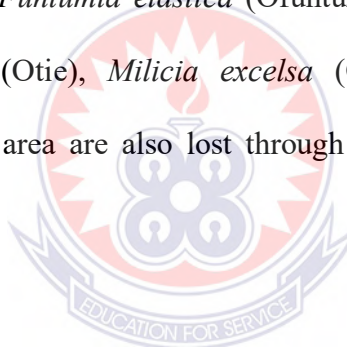 elastica
(Otie), Milicia excelsa (
area are also lost through
EDUCATION FOR SERVICE